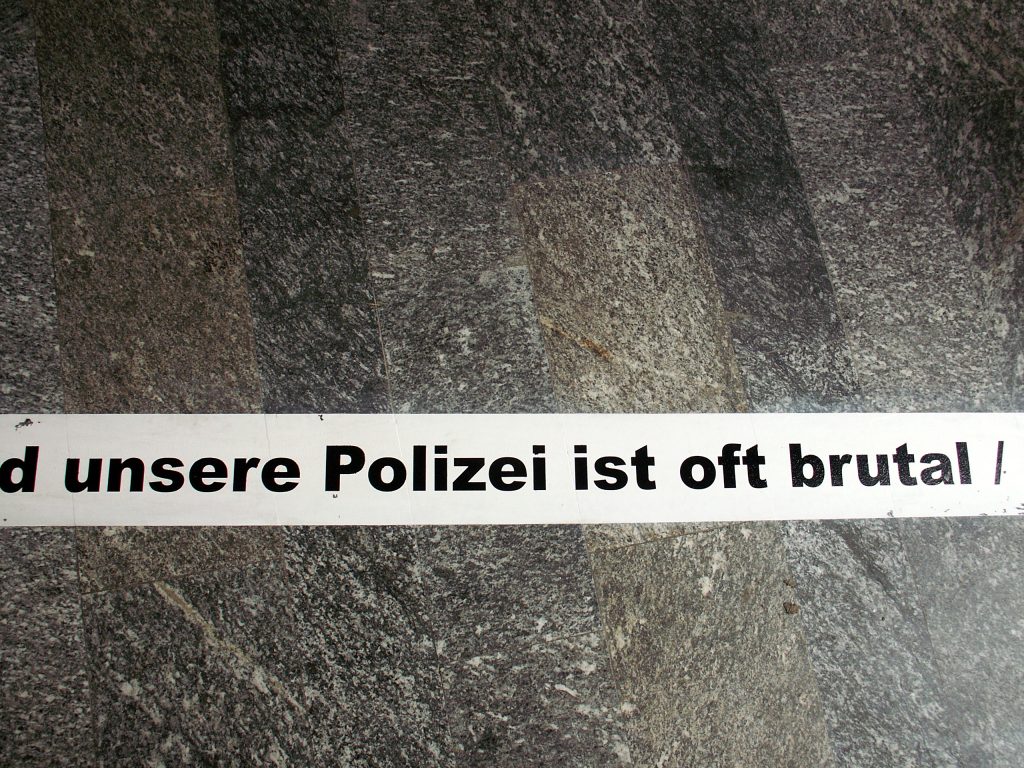 d unsere Polizei ist oft brutal /